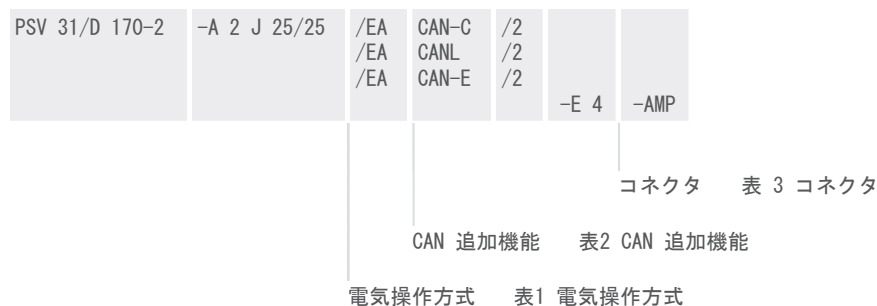 PSV 31/D 170-2 -A 2 J 25/25 /EA CAN-C /2
/EA CANL /2
/EA CAN-E /2
-E 4 -AMP
コネクタ 表 3 コネクタ
CAN 追加機能 表2 CAN 追加機能
電気操作方式 表1 電気操作方式